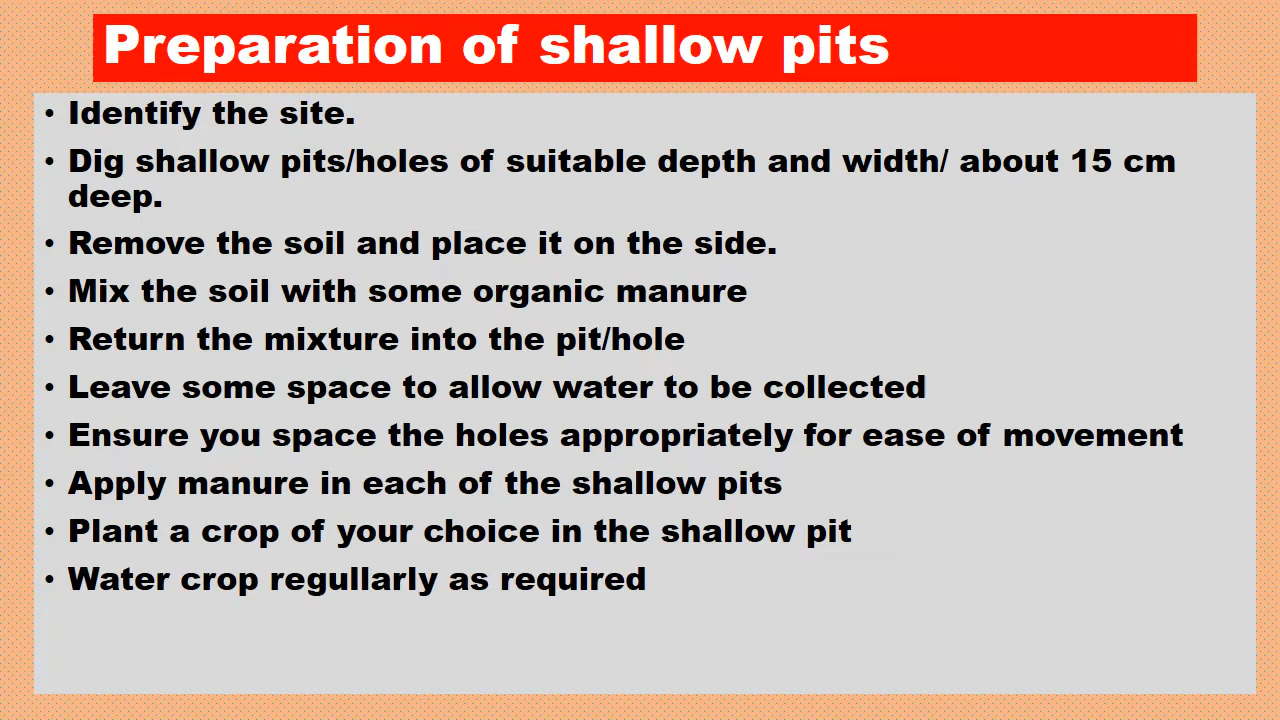 Preparation of shallow pits
• Identify the site.
• Dig shallow pits/holes of suitable depth and width/ about 15 cm
deep.
• Remove the soil and place it on the side.
• Mix the soil with some organic manure
• Return the mixture into the pit/hole
• Leave some space to allow water to be collected
• Ensure you space the holes appropriately for ease of movement
• Apply manure in each of the shallow pits
• Plant a crop of your choice in the shallow pit
• Water crop regullarly as required